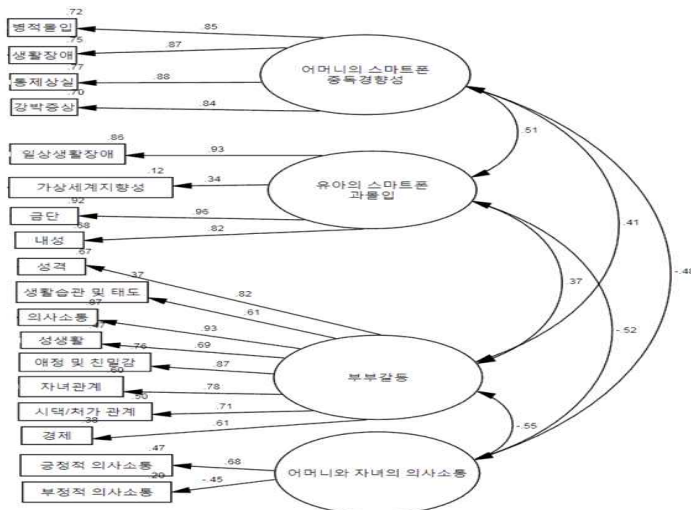 .72
병적몰입
.85
.75
생활장애
.87
.77
통제상실
.88
.70
강박증상
.84
어머니의 스마트폰
중독경향성
.51
.86
일상생활장애
.93
.12
가상세계지향성
.34
.92
금단
.96
.68
내성
.82
유아의 스마트폰
과몰입
.41
-.48
.37
-.52
.67
성격
.82
.37
생활습관 및 태도
.61
.87
의사소통
.93
.47
성생활
.69
.76
애정 및 친밀감
.87
.60
자녀관계
.78
.50
시댁/처가 관계
.71
.38
경제
.61
부부갈등
-.55
.47
긍정적 의사소통
.68
.20
부정적 의사소통
-.45
어머니와 자녀의 의사소통